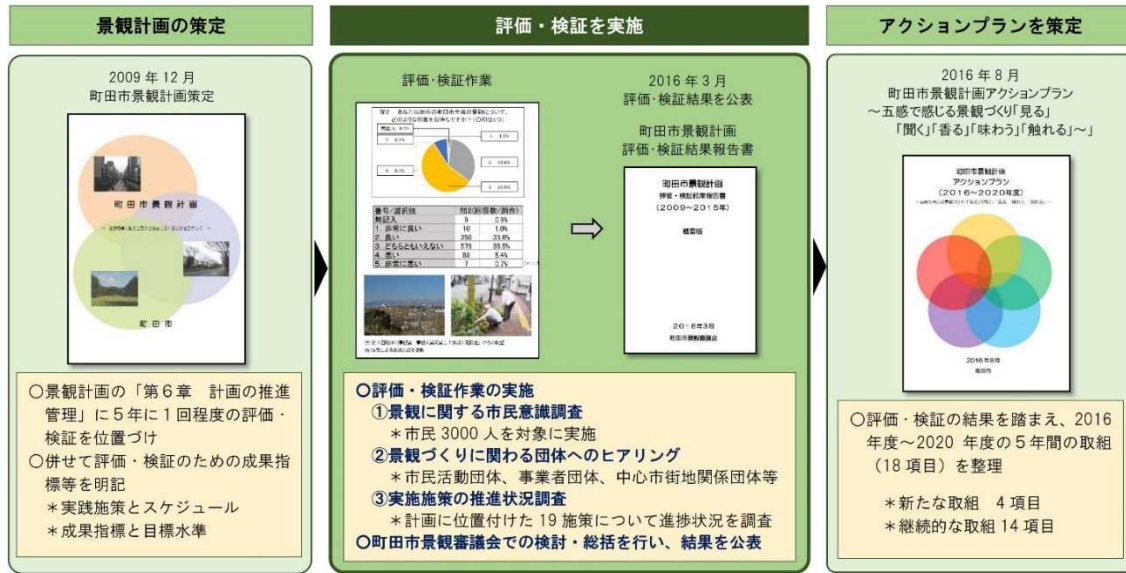 景観計画の策定
2009年12月
町田市景観計画策定
町田市景観計画
町田市
〇景観計画の「第6章　計画の推進
管理」に5年に1回程度の評価・
検証を位置づけ
〇併せて評価・検証のための成果指
標等を明記
＊実践施策とスケジュール
＊成果指標と目標水準
評価・検証を実施
評価・検証作業
番号/選択肢
無記入 9 0.9%
1. 非常に良い 10 1.0%
2. 良い
3. どちらともいえない
4. 悪い
5. 非常に悪い 7 0.7%
2016年3月
評価・検証結果を公表
町田市景観計画
評価・検証結果報告書
町田市景観計画
評価・検証結果報告書
(2009～2015年)
概要版
2016年3月
町田市景観審議会
〇評価・検証作業の実施
①景観に関する市民意識調査
＊市民3000人を対象に実施
②景観づくりに関わる団体へのヒアリング
＊市民活動団体、事業者団体、中心市街地関係団体等
③実施施策の推進状況調査
＊計画に位置付けた19施策について進捗状況を調査
〇町田市景観審議会での検討・総括を行い、結果を公表
アクションプランを策定
2016年8月
町田市景観計画アクションプラン
～五感で感じる景観づくり「見る」
「聞く」「香る」「味わう」「触れる」～
町田市景観計画
アクションプラン
(2016～2020年度)
2016年8月
町田市
〇評価・検証の結果を踏まえ、2016
年度～2020 年度の5年間の取組
（18項目）を整理
＊新たな取組　4項目
＊継続的な取組14項目